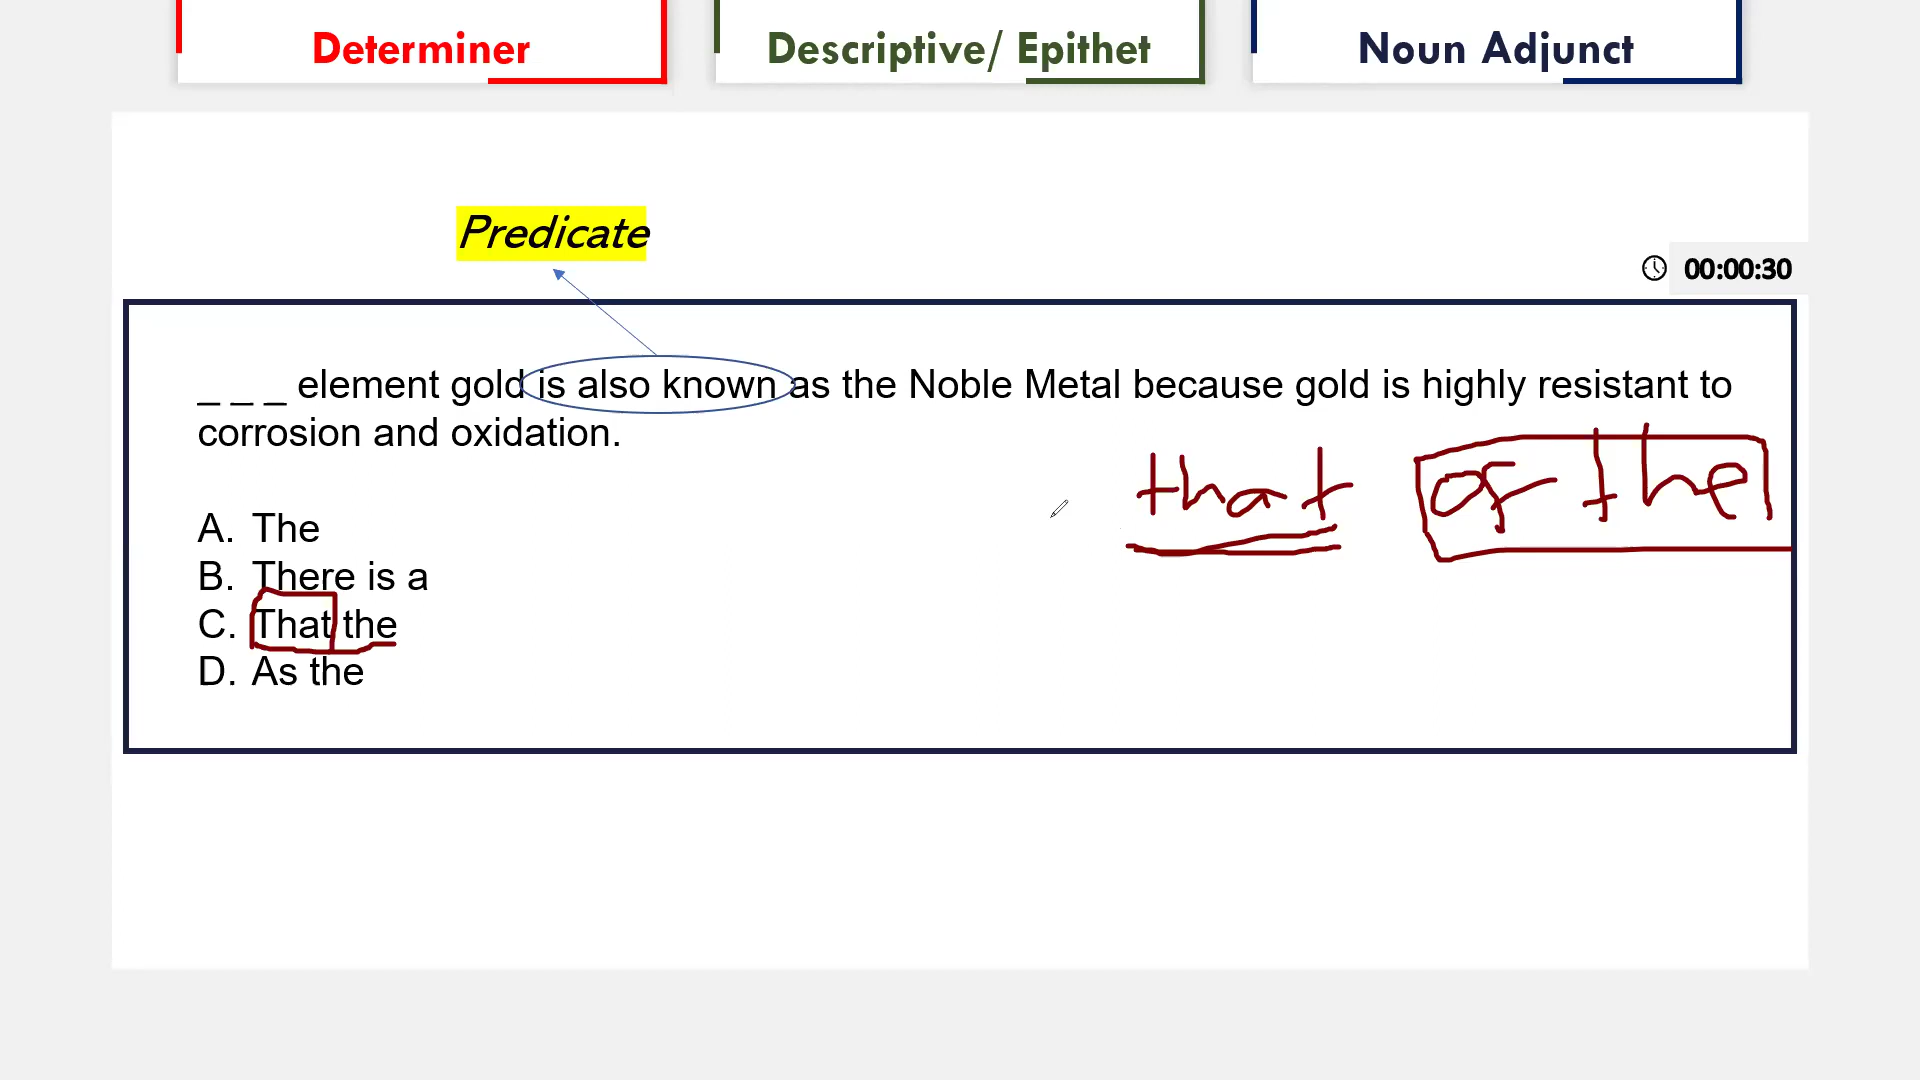 Determiner
Descriptive/ Epithet
Noun Adjunct
Predicate
00:00:30
_ _ _ element gold is also known as the Noble Metal because gold is highly resistant to
corrosion and oxidation.
that of the
A. The
B. There is a
C. That the
D. As the